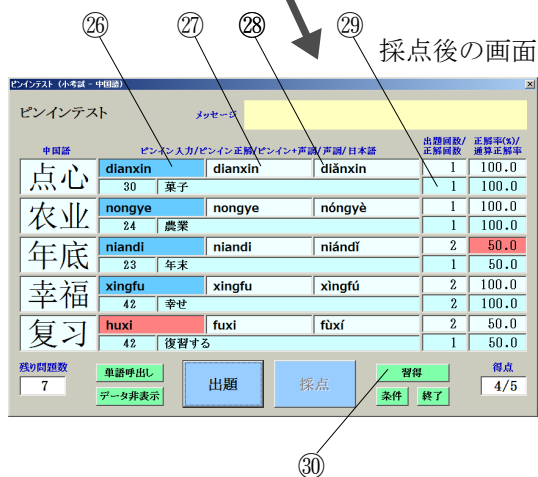 ㉖ ㉗ ㉘ ㉙
採点後の画面
ピンインテスト (小考試 - 中国語)
ピンインテスト メッセージ
中国語 ピンイン入力/ピンイン正解/ピンイン+声調/声調/日本語 出題回数/正解回数 正解率(%)/通算正解率
点心 dianxin dianxin diǎnxin 1 100.0
30 菓子 1 100.0
农业 nongye nongye nóngyè 1 100.0
24 農業 1 100.0
年底 niandi niandi niándǐ 2 50.0
23 年末 1 50.0
幸福 xingfu xingfu xìngfú 2 100.0
42 幸せ 2 100.0
复习 huxi fuxi fùxí 2 50.0
42 復習する 1 50.0
残り問題数 単語呼出し 出題 採点 習得 得点
7 データ非表示 条件 終了 4/5
㉚